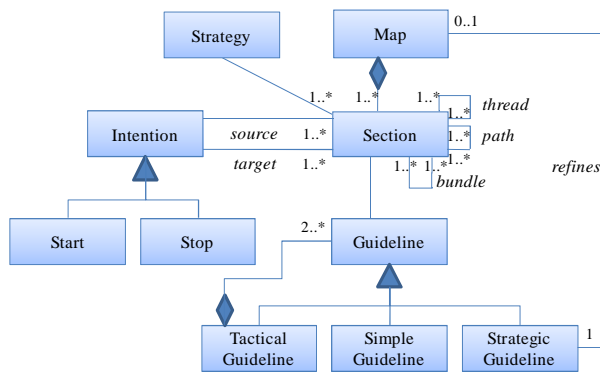 0..1
Strategy
Map
1..*
1..*
1..*
thread
1..*
Intention
source
1..*
Section
1..*
path
target
1..*
1..*
1..*
1..*
bundle
refines
Start
Stop
2..*
Guideline
Tactical
Guideline
Simple
Guideline
Strategic
Guideline
1